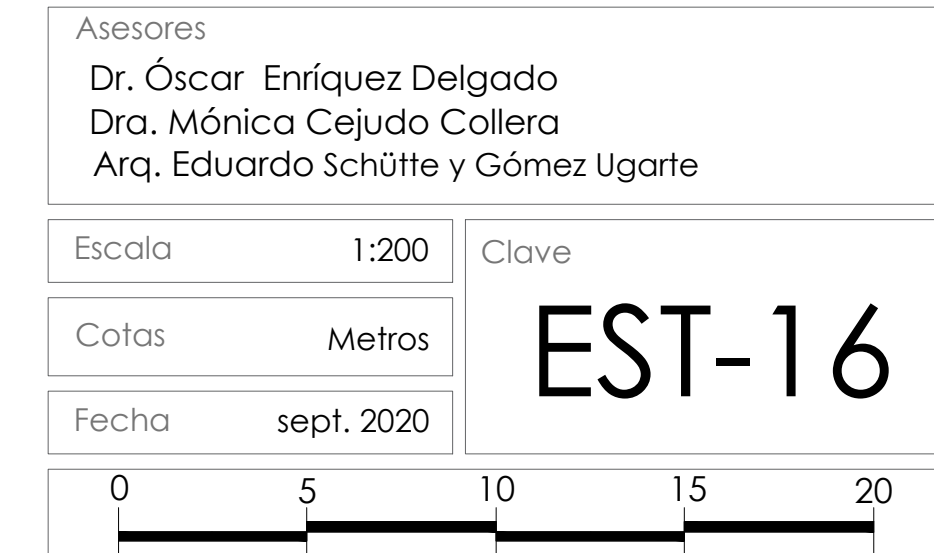 Asesores
Dr. Óscar Enríquez Delgado
Dra. Mónica Cejudo Collera
Arq. Eduardo Schütte y Gómez Ugarte
Escala 1:200
Cotas Metros
Fecha sept. 2020
Clave
EST-16
0 5 10 15 20